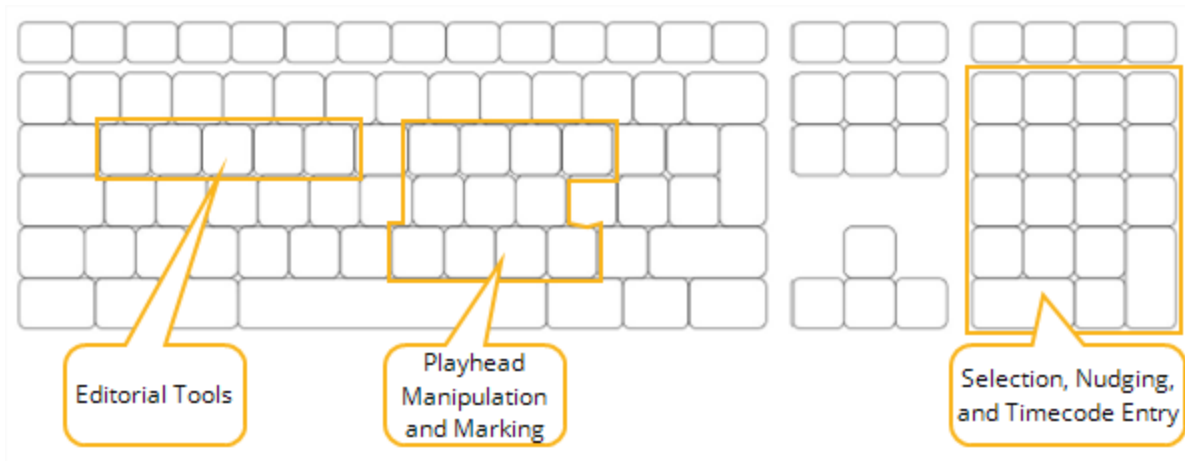 Editorial Tools
Playhead
Manipulation
and Marking
Selection, Nudging,
and Timecode Entry